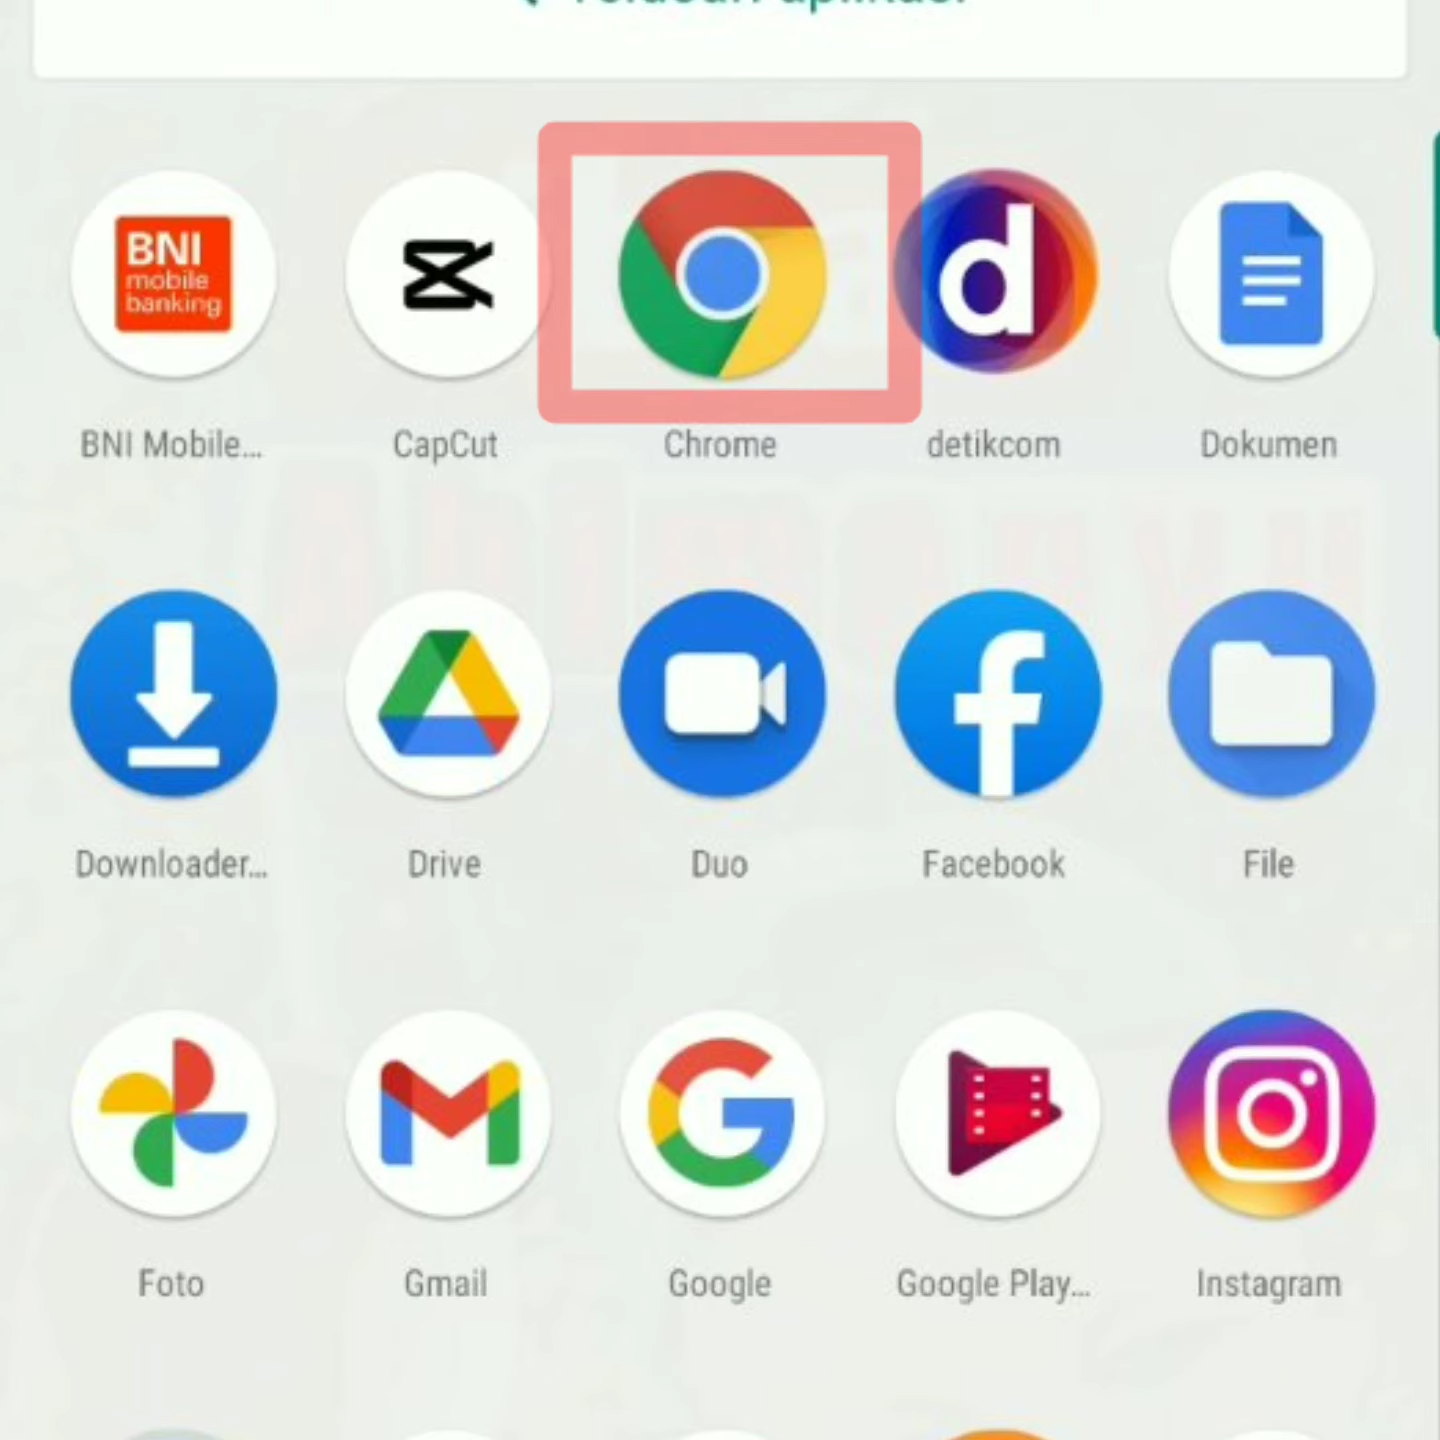 BNI
mobile
banking
d
BNI Mobile...
CapCut
Chrome
detikcom
Dokumen
Downloader...
Drive
Duo
Facebook
File
Foto
Gmail
Google
Google Play...
Instagram